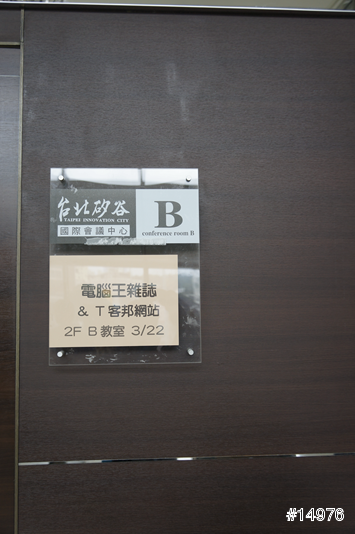 台北矽谷
TAIPEI INNOVATION CITY
國際會議中心
B
conference room B
電腦王雜誌
& T客邦網站
2F B教室 3/22
#14976